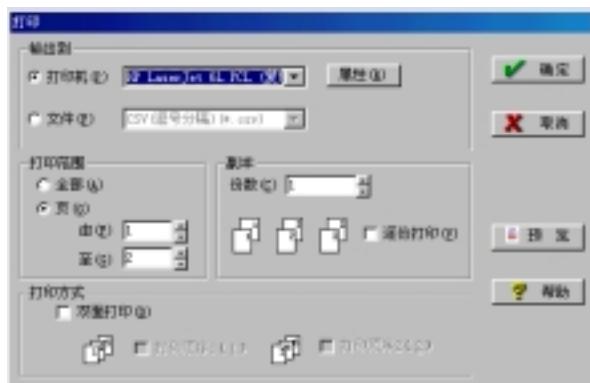 打印
输出到
打印机(P) HP LaserJet 6L PCL 属性(R)
文件(F) CSV(逗号分隔)(*.csv)
确定
取消
打印范围
全部(A)
页(G)
由(F) 1
至(S) 2
副本
份数(C) 1
逐份打印(P)
预览
帮助
打印方式
双面打印(D)